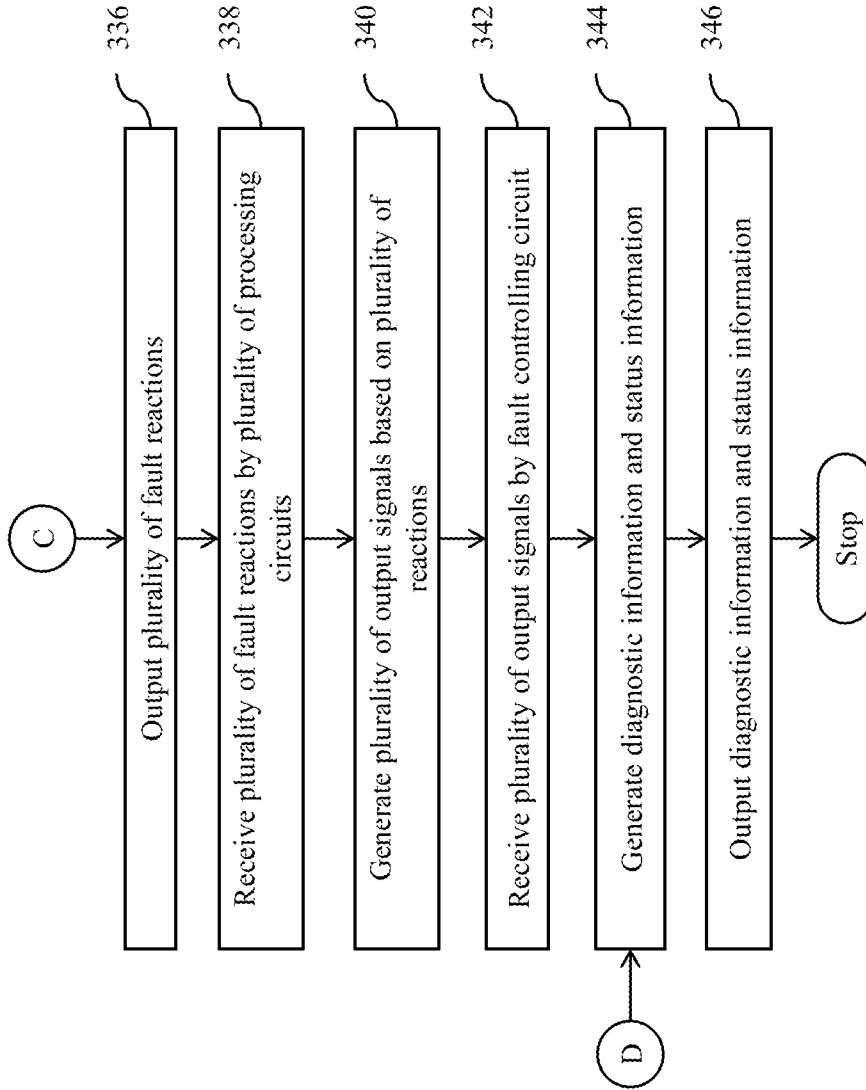 C
Output plurality of fault reactions
336
Receive plurality of fault reactions by plurality of processing
circuits
338
Generate plurality of output signals based on plurality of
reactions
340
Receive plurality of output signals by fault controlling circuit
342
D
Generate diagnostic information and status information
344
Output diagnostic information and status information
346
Stop